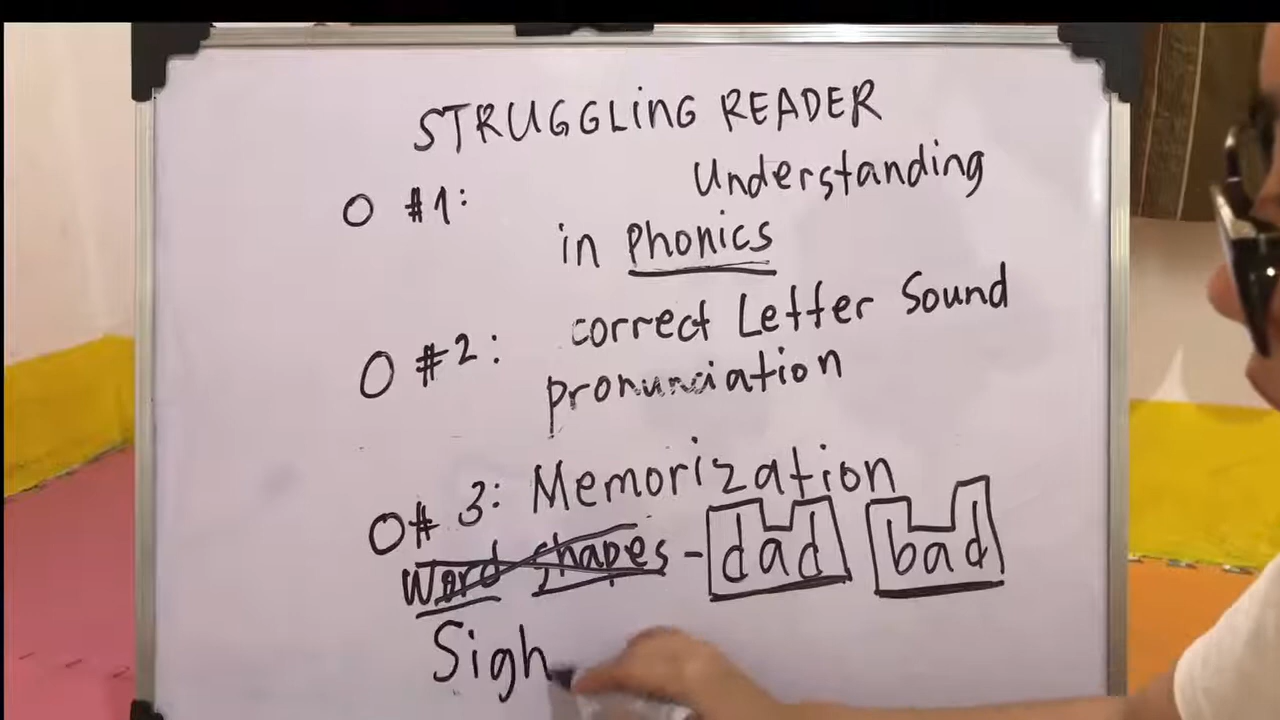 STRUGGLiNG READER
O #1: Understanding
in Phonics
O #2: correct Letter Sound
pronunciation
O # 3: Memorization
Word shapes - dad bad
Sigh